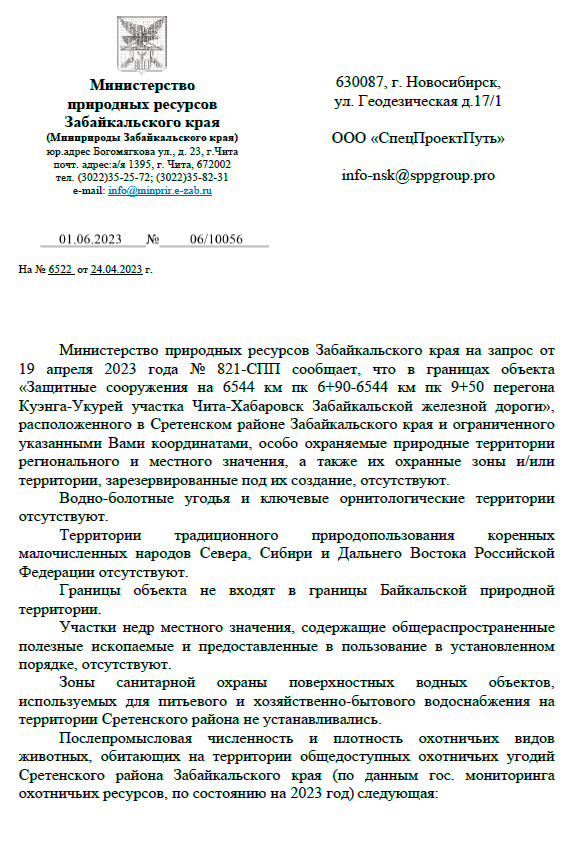 Министерство
природных ресурсов
Забайкальского края
(Минприроды Забайкальского края)
юр.адрес Богомягкова ул., д. 23, г.Чита
почт. адрес:а/я 1395, г. Чита, 672002
тел. (3022)35-25-72; (3022)35-82-31
e-mail: info@minprir.e-zab.ru
630087, г. Новосибирск,
ул. Геодезическая д.17/1
ООО «СпецПроектПуть»
info-nsk@sppgroup.pro
01.06.2023 № 06/10056
На № 6522 от 24.04.2023 г.
Министерство природных ресурсов Забайкальского края на запрос от
19 апреля 2023 года № 821-СПП сообщает, что в границах объекта
«Защитные сооружения на 6544 км пк 6+90-6544 км пк 9+50 перегона
Куэнга-Укурей участка Чита-Хабаровск Забайкальской железной дороги»,
расположенного в Сретенском районе Забайкальского края и ограниченного
указанными Вами координатами, особо охраняемые природные территории
регионального и местного значения, а также их охранные зоны и/или
территории, зарезервированные под их создание, отсутствуют.
Водно-болотные угодья и ключевые орнитологические территории
отсутствуют.
Территории традиционного природопользования коренных
малочисленных народов Севера, Сибири и Дальнего Востока Российской
Федерации отсутствуют.
Границы объекта не входят в границы Байкальской природной
территории.
Участки недр местного значения, содержащие общераспространенные
полезные ископаемые и предоставленные в пользование в установленном
порядке, отсутствуют.
Зоны санитарной охраны поверхностных водных объектов,
используемых для питьевого и хозяйственно-бытового водоснабжения на
территории Сретенского района не устанавливались.
Послепромысловая численность и плотность охотничьих видов
животных, обитающих на территории общедоступных охотничьих угодий
Сретенского района Забайкальского края (по данным гос. мониторинга
охотничьих ресурсов, по состоянию на 2023 год) следующая: